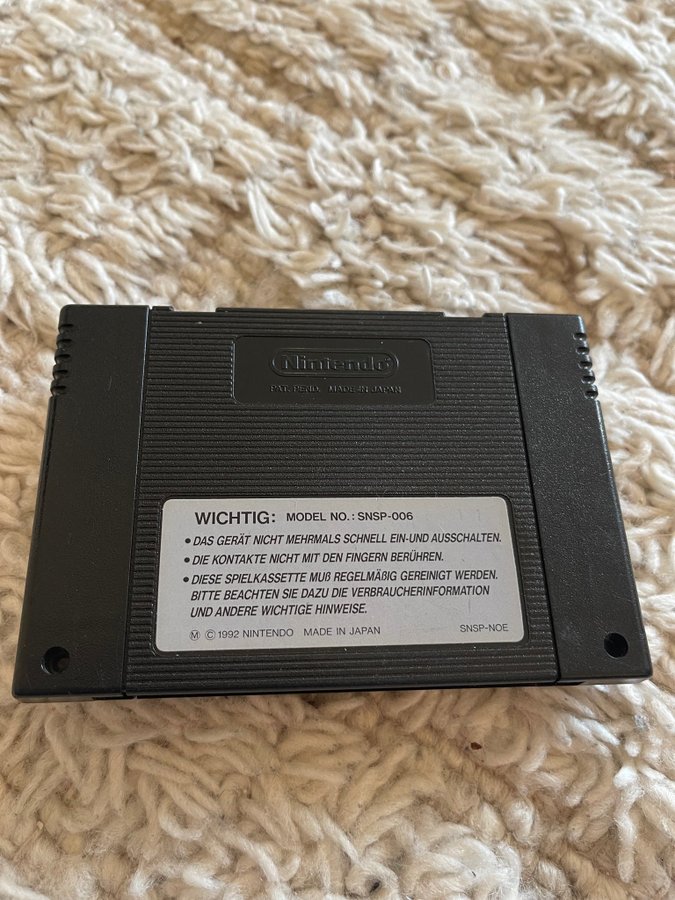 Nintendo®
PAT. PEND. MADE IN JAPAN
WICHTIG: MODEL NO.: SNSP-006
• DAS GERÄT NICHT MEHRMALS SCHNELL EIN-UND AUSSCHALTEN.
• DIE KONTAKTE NICHT MIT DEN FINGERN BERÜHREN.
• DIESE SPIELKASSETTE MUß REGELMÄßIG GEREINIGT WERDEN.
BITTE BEACHTEN SIE DAZU DIE VERBRAUCHERINFORMATION
UND ANDERE WICHTIGE HINWEISE.
Ⓜ © 1992 NINTENDO MADE IN JAPAN SNSP-NOE